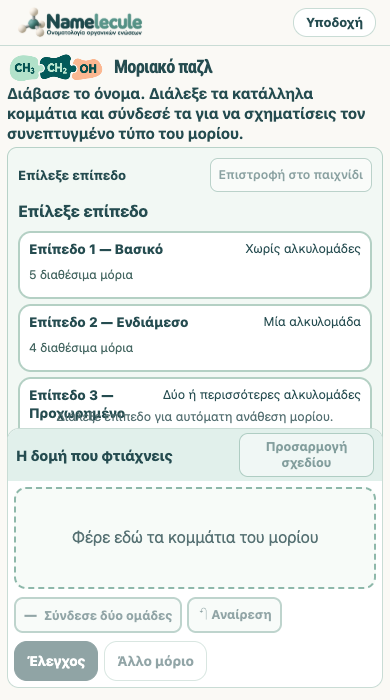 Namelecule
Ονοματολογία οργανικών ενώσεων
Υποδοχή
CH₃ CH₂ OH Μοριακό παζλ
Διάβασε το όνομα. Διάλεξε τα κατάλληλα
κομμάτια και σύνδεσέ τα για να σχηματίσεις τον
συνεπτυγμένο τύπο του μορίου.
Επίλεξε επίπεδο
Επιστροφή στο παιχνίδι
Επίλεξε επίπεδο
Επίπεδο 1 — Βασικό
Χωρίς αλκυλομάδες
5 διαθέσιμα μόρια
Επίπεδο 2 — Ενδιάμεσο
Μία αλκυλομάδα
4 διαθέσιμα μόρια
Επίπεδο 3 —
Προχωρημένο
Δύο ή περισσότερες αλκυλομάδες
Διάλεξε επίπεδο για αυτόματη ανάθεση μορίου.
Η δομή που φτιάχνεις
Προσαρμογή
σχεδίου
Φέρε εδώ τα κομμάτια του μορίου
— Σύνδεσε δύο ομάδες
Αναίρεση
Έλεγχος
Άλλο μόριο